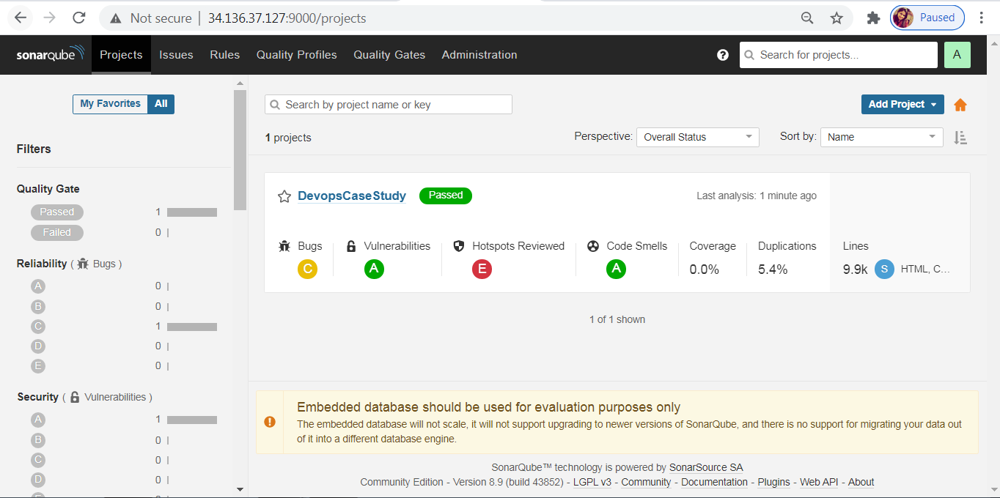 Not secure | 34.136.37.127:9000/projects
Paused
sonarqube Projects Issues Rules Quality Profiles Quality Gates Administration ? Search for projects... A
My Favorites All
Filters
Quality Gate
Passed 1
Failed 0
Reliability ( Bugs )
A 0
B 0
C 1
D 0
E 0
Security ( Vulnerabilities )
A 1
B 0
C 0
D 0
Search by project name or key
Add Project
1 projects
Perspective: Overall Status
Sort by: Name
DevopsCaseStudy Passed
Last analysis: 1 minute ago
Bugs Vulnerabilities Hotspots Reviewed Code Smells Coverage Duplications Lines
C A E A 0.0% 5.4% 9.9k S HTML, C...
1 of 1 shown
Embedded database should be used for evaluation purposes only
The embedded database will not scale, it will not support upgrading to newer versions of SonarQube, and there is no support for migrating your data out
of it into a different database engine.
SonarQube™ technology is powered by SonarSource SA
Community Edition - Version 8.9 (build 43852) - LGPL v3 - Community - Documentation - Plugins - Web API - About